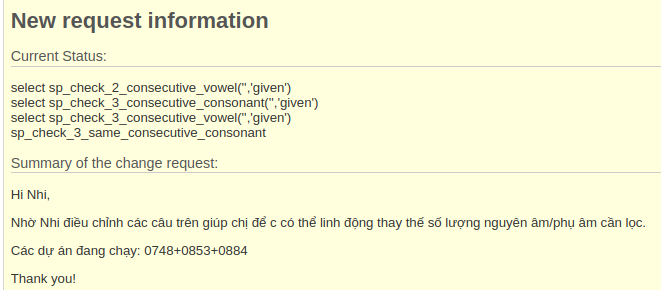 New request information
Current Status:
select sp_check_2_consecutive_vowel('','given')
select sp_check_3_consecutive_consonant('','given')
select sp_check_3_consecutive_vowel('','given')
sp_check_3_same_consecutive_consonant
Summary of the change request:
Hi Nhi,
Nhờ Nhi điều chỉnh các câu trên giúp chị để c có thể linh động thay thế số lượng nguyên âm/phụ âm cần lọc.
Các dự án đang chạy: 0748+0853+0884
Thank you!